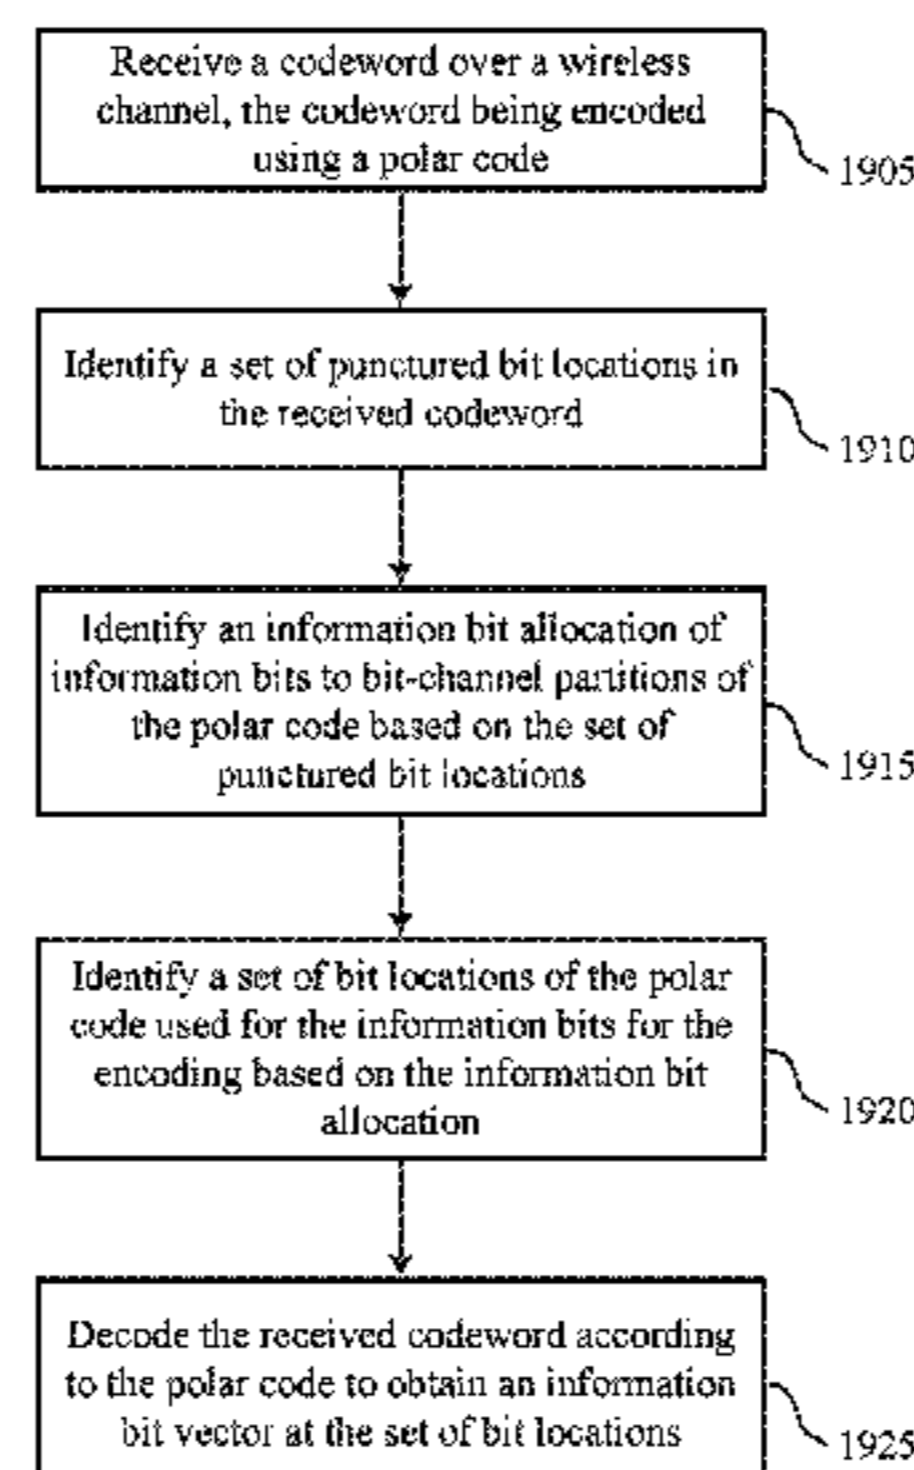 Receive a codeword over a wireless
channel, the codeword being encoded
using a polar code
1905
Identify a set of punctured bit locations in
the received codeword
1910
Identify an information bit allocation of
information bits to bit-channel partitions of
the polar code based on the set of
punctured bit locations
1915
Identify a set of bit locations of the polar
code used for the information bits for the
encoding based on the information bit
allocation
1920
Decode the received codeword according
to the polar code to obtain an information
bit vector at the set of bit locations
1925